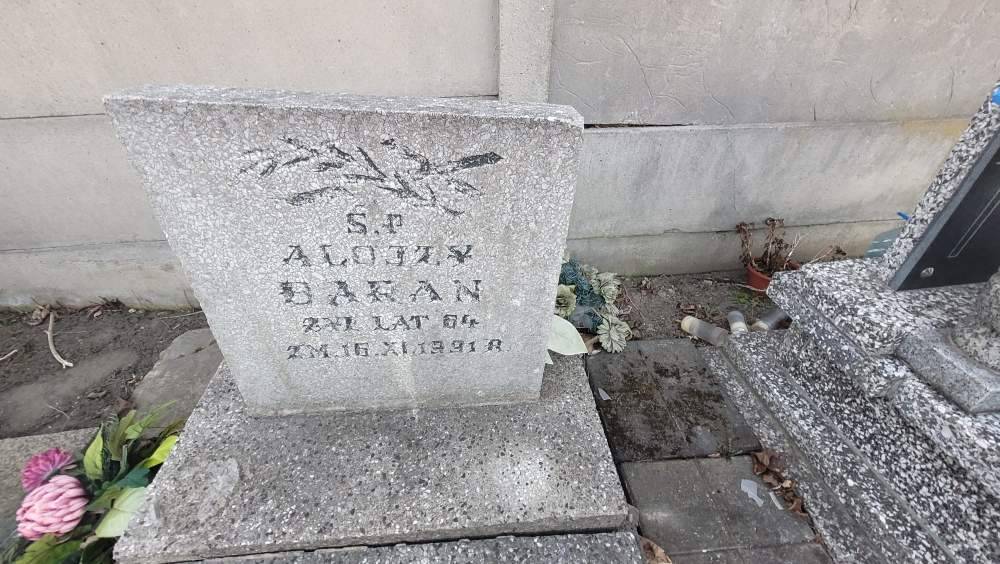 Ś.P
ALOJZY
BARAN
ŻYŁ LAT 64
ZM. 16.XI.1991 R.